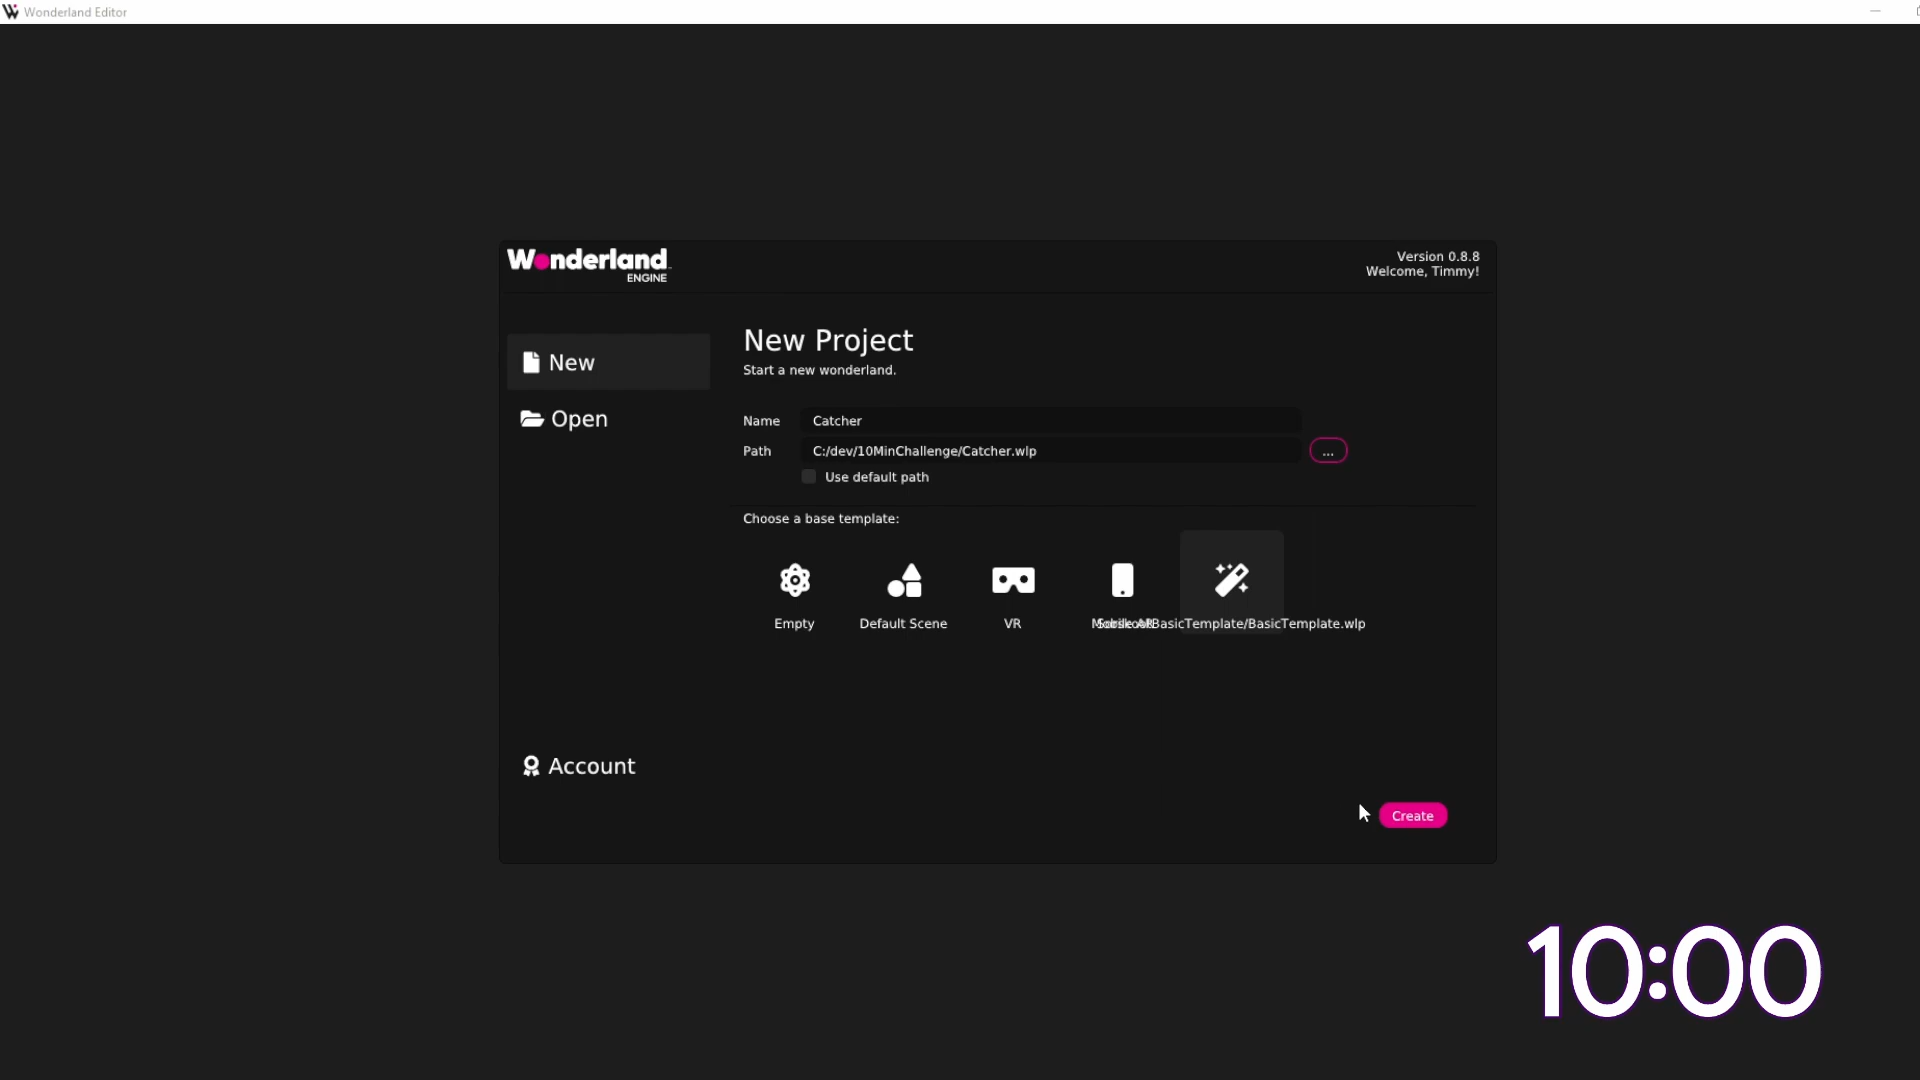 Wonderland Editor
Wonderland
ENGINE
Version 0.8.8
Welcome, Timmy!
New
Open
Account
New Project
Start a new wonderland.
Name Catcher
Path C:/dev/10MinChallenge/Catcher.wlp ...
Use default path
Choose a base template:
Empty
Default Scene
VR
BasicTemplate/BasicTemplate.wlp
Create
10:00